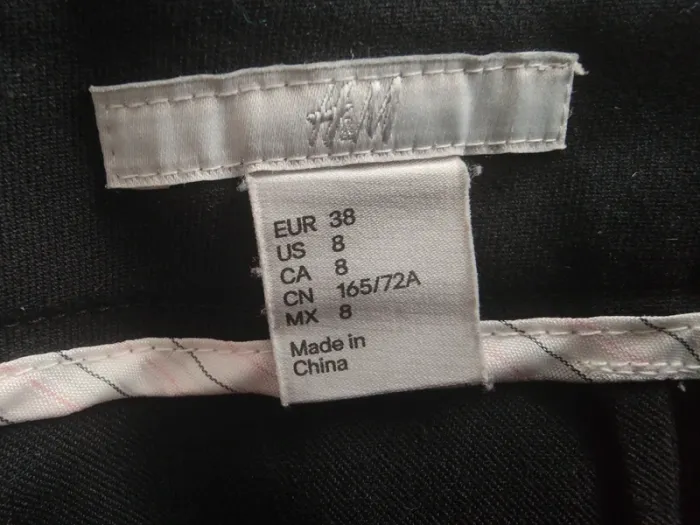 H&M
EUR 38
US 8
CA 8
CN 165/72A
MX 8
Made in
China